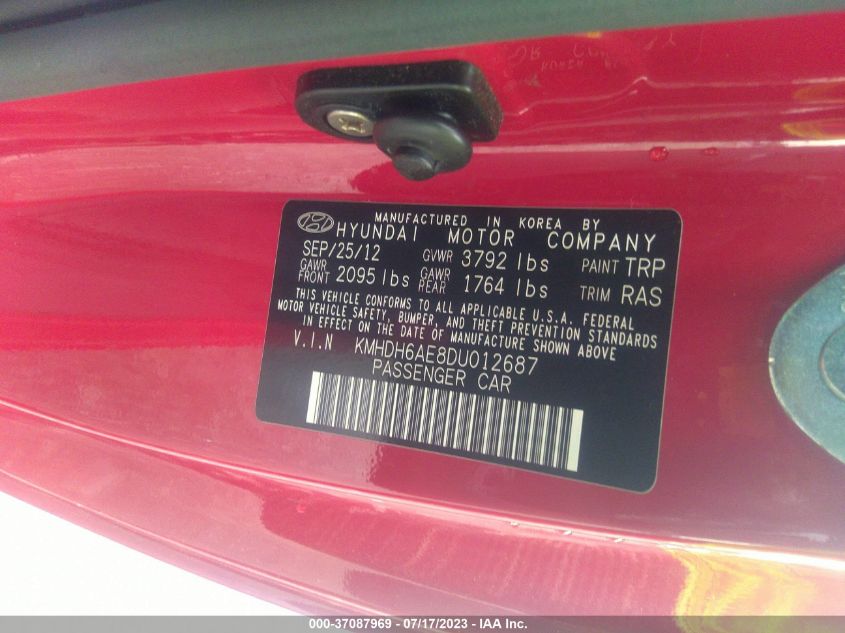 MANUFACTURED IN KOREA BY
HYUNDAI MOTOR COMPANY
SEP/25/12 GVWR 3792 lbs PAINT TRP
GAWR FRONT 2095 lbs GAWR REAR 1764 lbs TRIM RAS
THIS VEHICLE CONFORMS TO ALL APPLICABLE U.S.A. FEDERAL
MOTOR VEHICLE SAFETY, BUMPER, AND THEFT PREVENTION STANDARDS
IN EFFECT ON THE DATE OF MANUFACTURE SHOWN ABOVE
V.I.N KMHDH6AE8DU012687
PASSENGER CAR
000-37087969 - 07/17/2023 - IAA Inc.